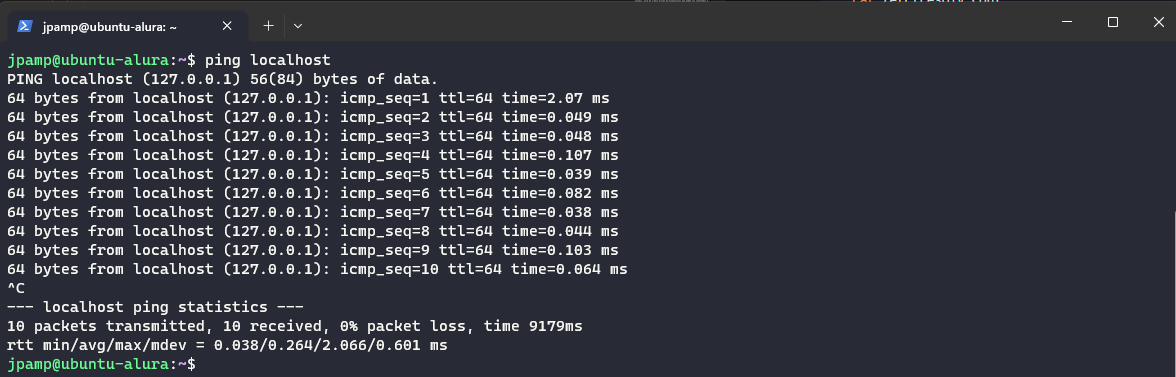 jpamp@ubuntu-alura: ~
jpamp@ubuntu-alura:~$ ping localhost
PING localhost (127.0.0.1) 56(84) bytes of data.
64 bytes from localhost (127.0.0.1): icmp_seq=1 ttl=64 time=2.07 ms
64 bytes from localhost (127.0.0.1): icmp_seq=2 ttl=64 time=0.049 ms
64 bytes from localhost (127.0.0.1): icmp_seq=3 ttl=64 time=0.048 ms
64 bytes from localhost (127.0.0.1): icmp_seq=4 ttl=64 time=0.107 ms
64 bytes from localhost (127.0.0.1): icmp_seq=5 ttl=64 time=0.039 ms
64 bytes from localhost (127.0.0.1): icmp_seq=6 ttl=64 time=0.082 ms
64 bytes from localhost (127.0.0.1): icmp_seq=7 ttl=64 time=0.038 ms
64 bytes from localhost (127.0.0.1): icmp_seq=8 ttl=64 time=0.044 ms
64 bytes from localhost (127.0.0.1): icmp_seq=9 ttl=64 time=0.103 ms
64 bytes from localhost (127.0.0.1): icmp_seq=10 ttl=64 time=0.064 ms
^C
--- localhost ping statistics ---
10 packets transmitted, 10 received, 0% packet loss, time 9179ms
rtt min/avg/max/mdev = 0.038/0.264/2.066/0.601 ms
jpamp@ubuntu-alura:~$